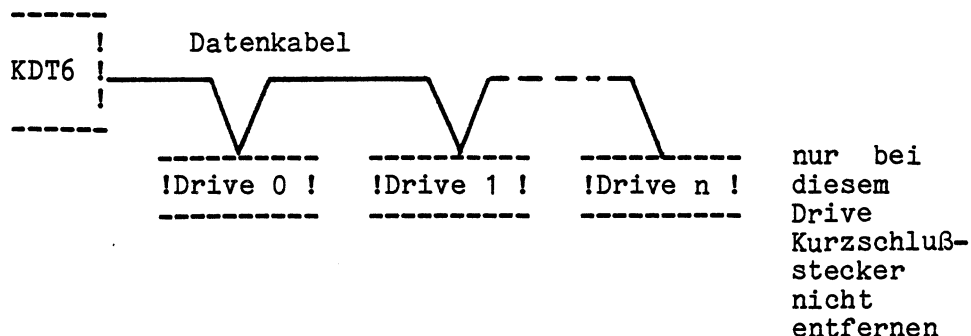 Datenkabel
KDT6
!Drive 0 ! !Drive 1 ! !Drive n !
nur bei
diesem
Drive
Kurzschluß-
stecker
nicht
entfernen